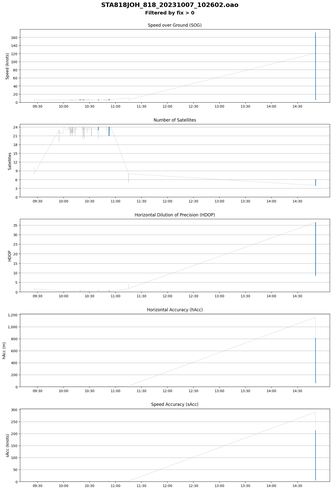 STA818JOH_818_20231007_102602.oao
Filtered by fix > 0
Speed over Ground (SOG)
Speed (knots)
160
140
120
100
80
60
40
20
0
09:30 10:00 10:30 11:00 11:30 12:00 12:30 13:00 13:30 14:00 14:30
Number of Satellites
Satellites
24
21
18
15
12
9
6
3
0
09:30 10:00 10:30 11:00 11:30 12:00 12:30 13:00 13:30 14:00 14:30
Horizontal Dilution of Precision (HDOP)
HDOP
35
30
25
20
15
10
5
0
09:30 10:00 10:30 11:00 11:30 12:00 12:30 13:00 13:30 14:00 14:30
Horizontal Accuracy (hAcc)
hAcc (m)
1,200
1,000
800
600
400
200
0
09:30 10:00 10:30 11:00 11:30 12:00 12:30 13:00 13:30 14:00 14:30
Speed Accuracy (sAcc)
sAcc (knots)
300
250
200
150
100
50
0
09:30 10:00 10:30 11:00 11:30 12:00 12:30 13:00 13:30 14:00 14:30